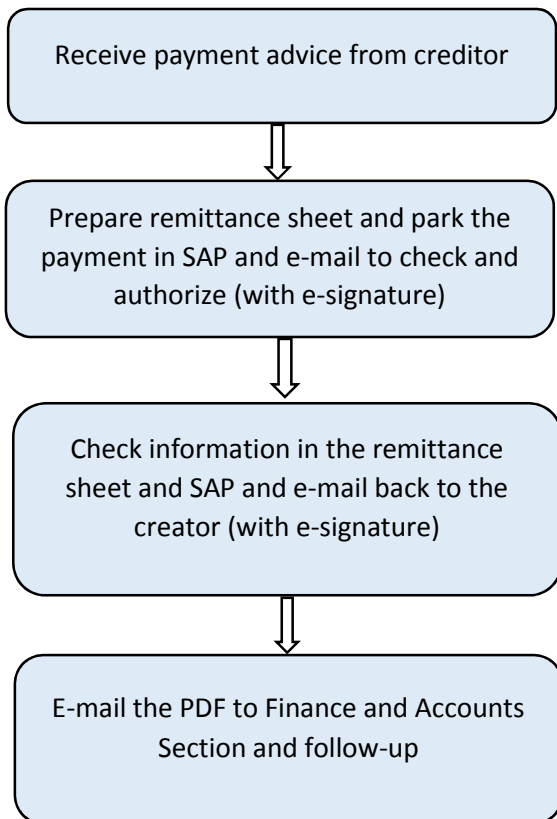 Receive payment advice from creditor
Prepare remittance sheet and park the
payment in SAP and e-mail to check and
authorize (with e-signature)
Check information in the remittance
sheet and SAP and e-mail back to the
creator (with e-signature)
E-mail the PDF to Finance and Accounts
Section and follow-up